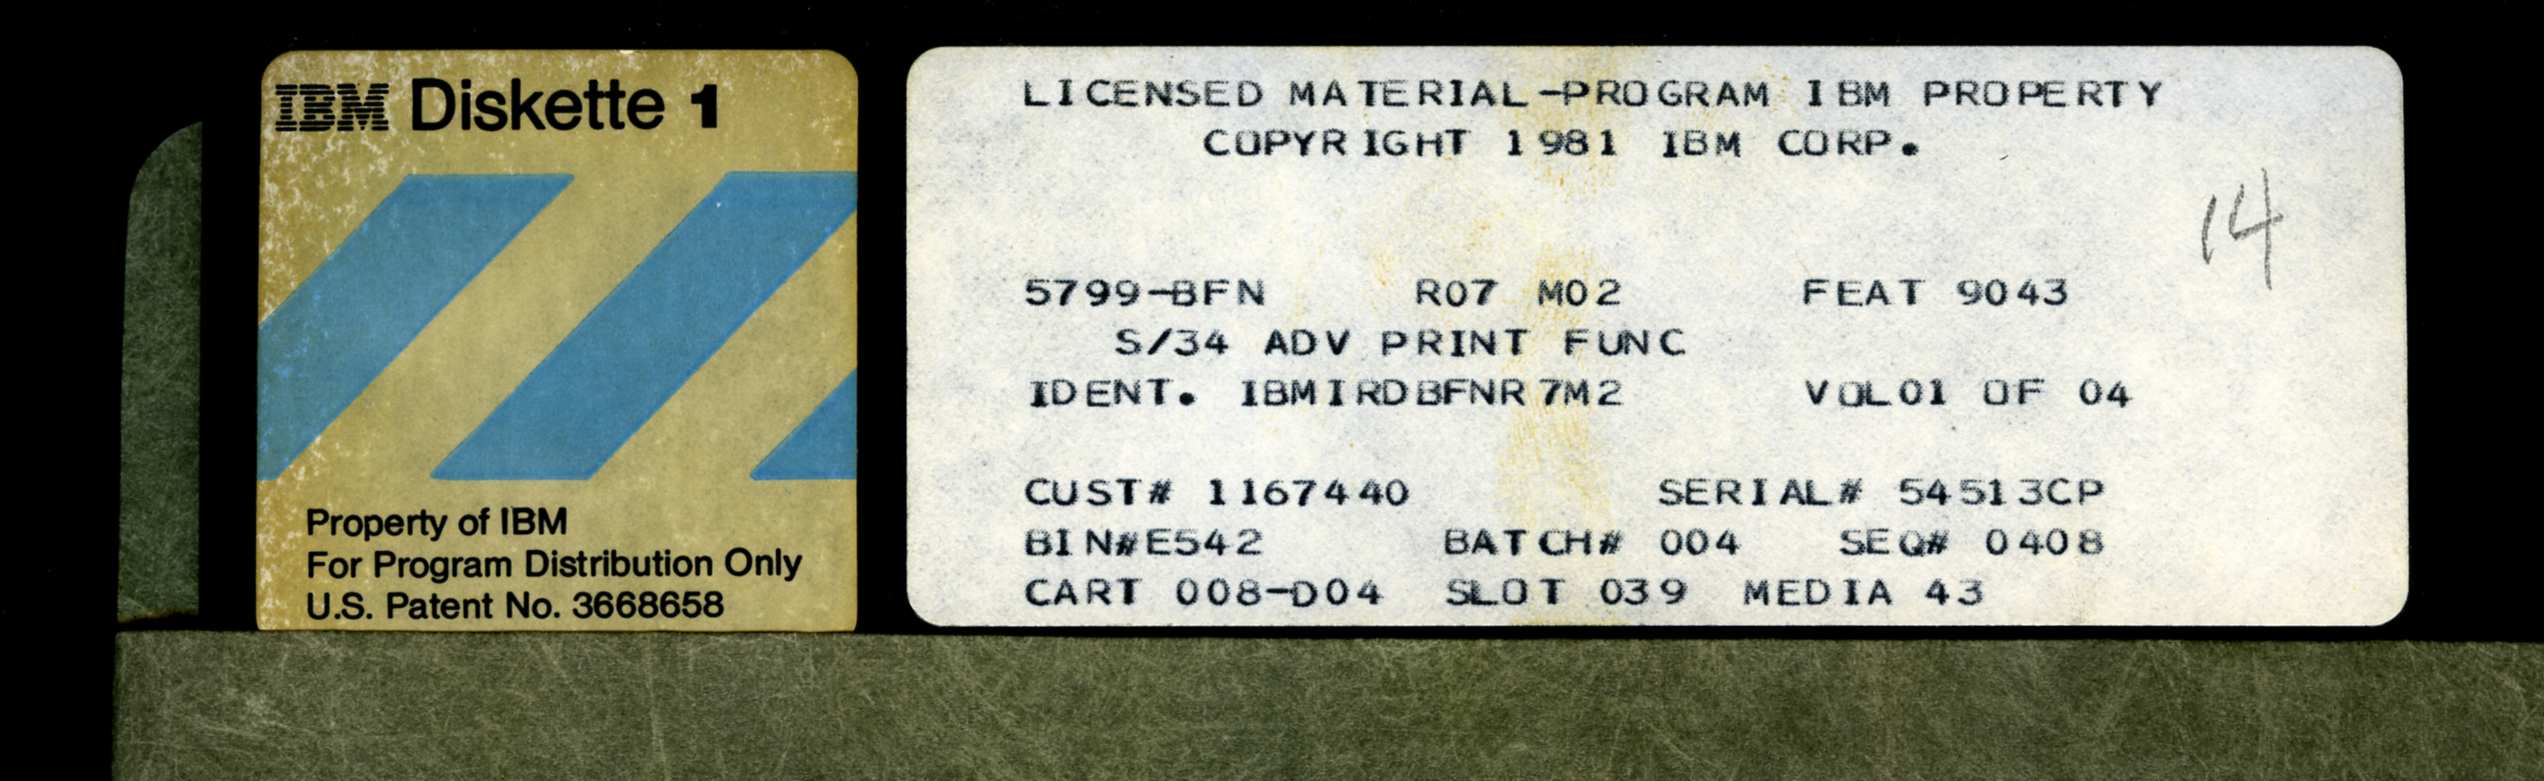 IBM Diskette 1
Property of IBM
For Program Distribution Only
U.S. Patent No. 3668658
LICENSED MATERIAL-PROGRAM IBM PROPERTY
COPYRIGHT 1981 IBM CORP.
14
5799-BFN R07 M02 FEAT 9043
S/34 ADV PRINT FUNC
IDENT. IBMIRDBFNR7M2 VOL01 OF 04
CUST# 1167440 SERIAL# 54513CP
BIN#E542 BATCH# 004 SEQ# 0408
CART 008-D04 SLOT 039 MEDIA 43